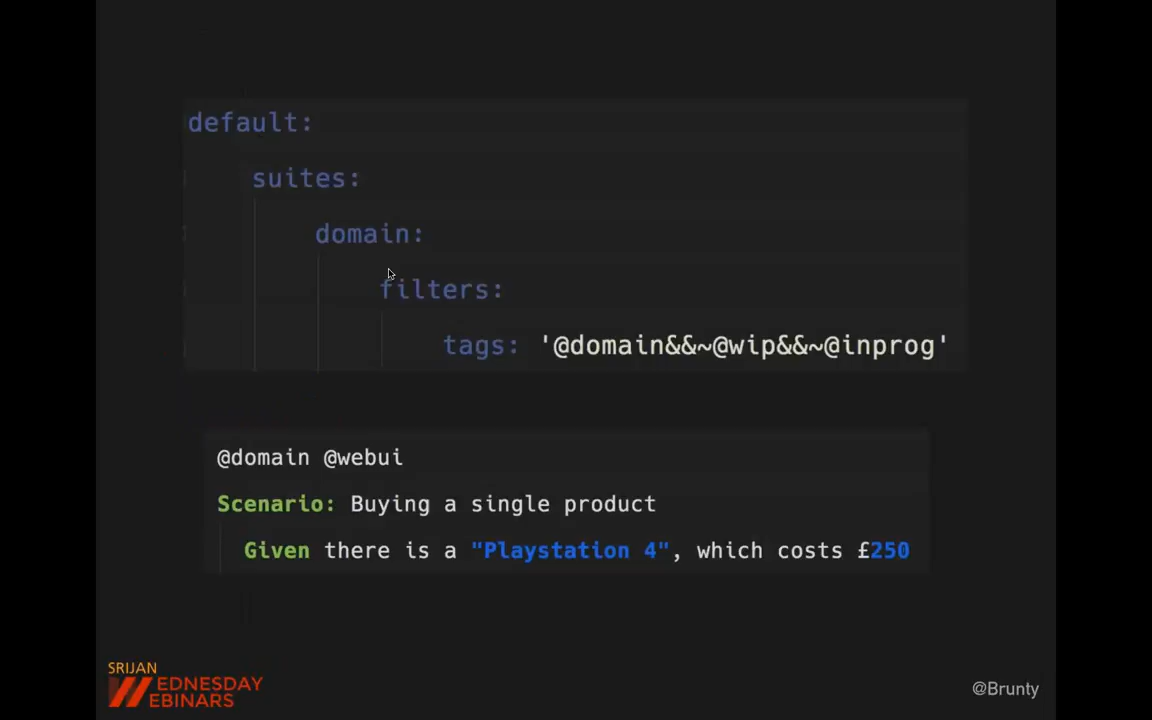 default:
suites:
domain:
filters:
tags: '@domain&&~@wip&&~@inprog'
@domain @webui
Scenario: Buying a single product
Given there is a "Playstation 4", which costs £250
SRIJAN
EDNESDAY
EBINARS
@Brunty